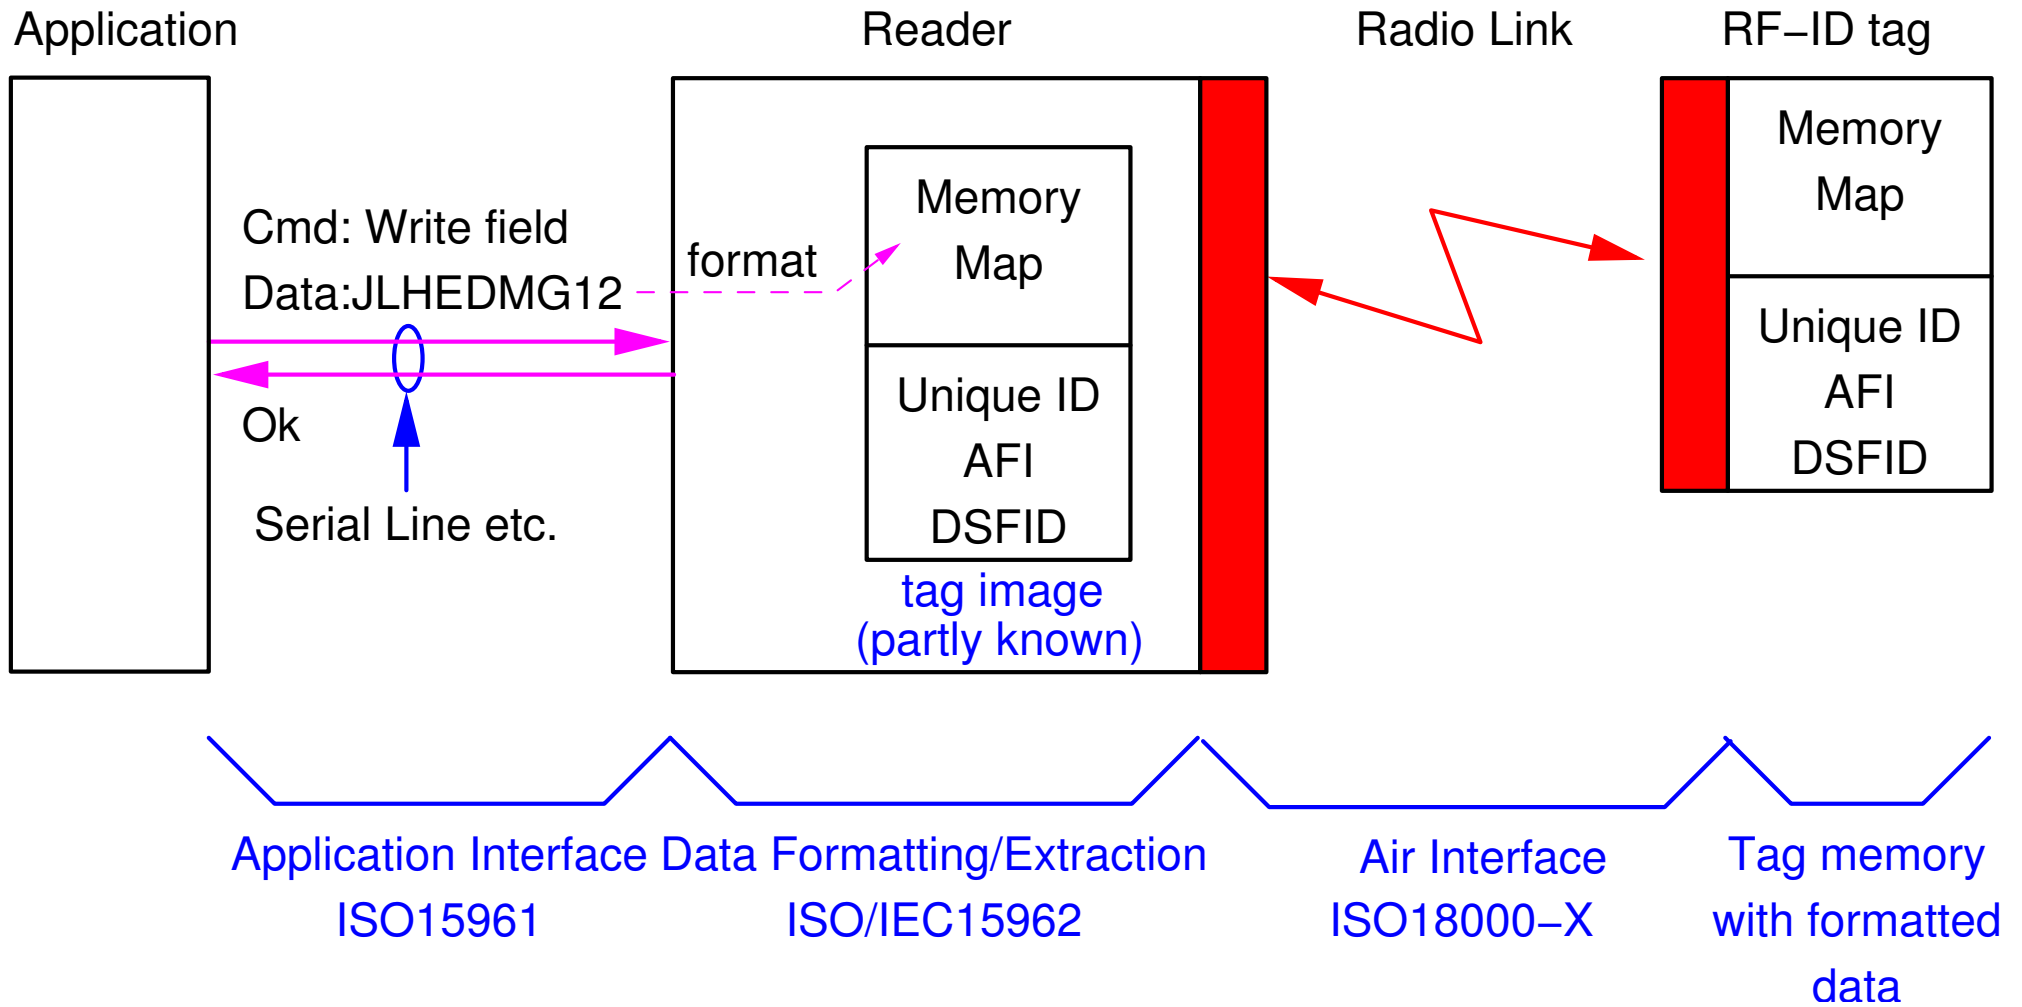 Application
Reader
Radio Link
RF−ID tag
Cmd: Write field
Data:JLHEDMG12
format
Ok
Serial Line etc.
Memory
Map
Unique ID
AFI
DSFID
tag image
(partly known)
Memory
Map
Unique ID
AFI
DSFID
Application Interface
ISO15961
Data Formatting/Extraction
ISO/IEC15962
Air Interface
ISO18000−X
Tag memory
with formatted
data